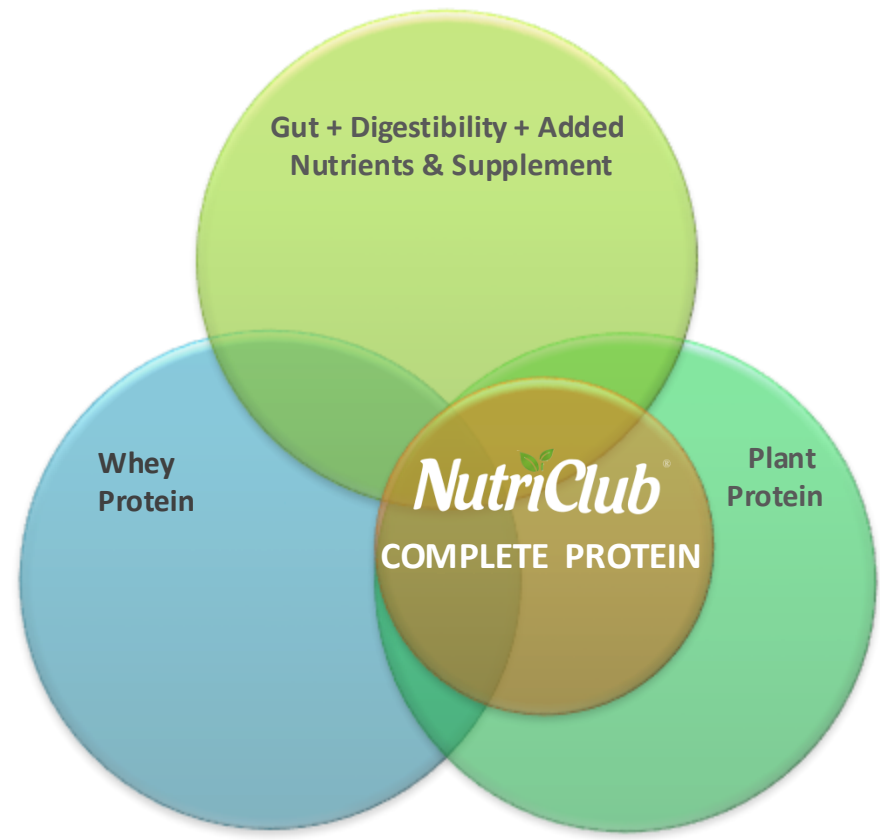 Gut + Digestibility + Added
Nutrients & Supplement
Whey
Protein
Plant
Protein
NutriClub®
COMPLETE PROTEIN